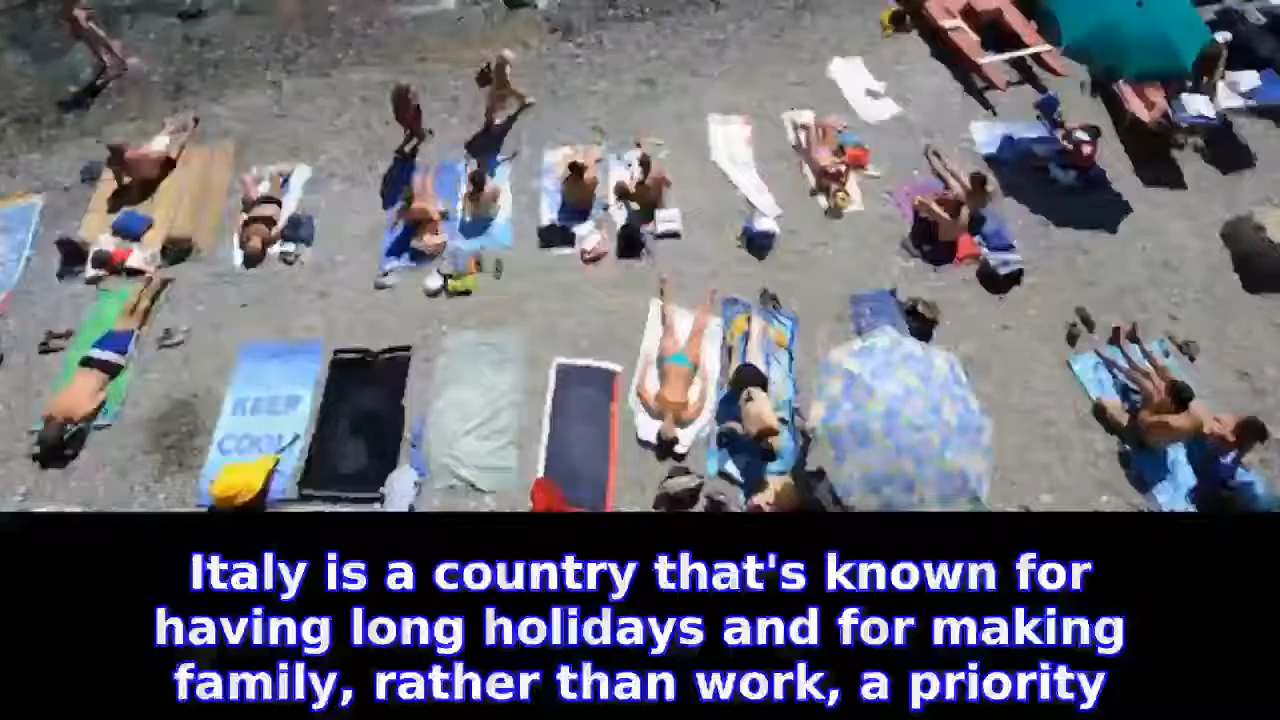 KEEP
COOL
Italy is a country that's known for
having long holidays and for making
family, rather than work, a priority